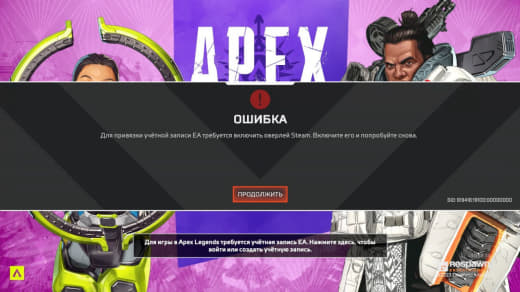 APEX
ОШИБКА
Для привязки учётной записи EA требуется включить оверлей Steam. Включите его и попробуйте снова.
ПРОДОЛЖИТЬ
Для игры в Apex Legends требуется учётная запись EA. Нажмите здесь, чтобы
войти или создать учётную запись.
respawn